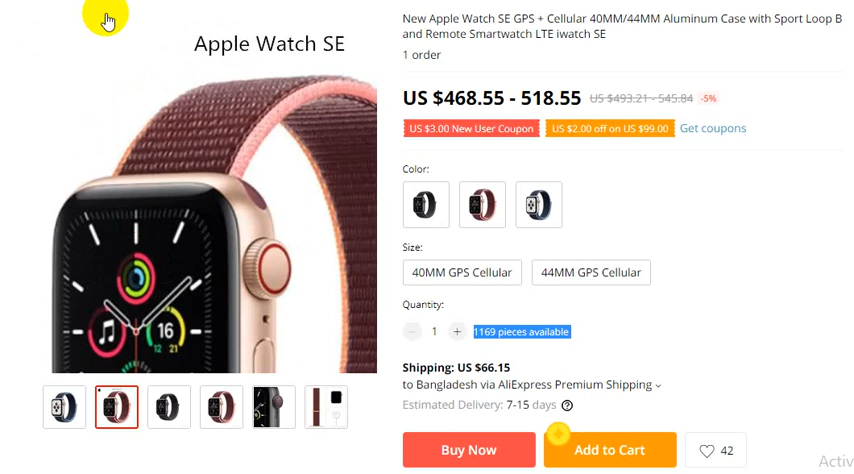 Apple Watch SE
16
12 21
New Apple Watch SE GPS + Cellular 40MM/44MM Aluminum Case with Sport Loop B
and Remote Smartwatch LTE iwatch SE
1 order
US $468.55 - 518.55 US $493.21 - 545.84 -5%
US $3.00 New User Coupon US $2.00 off on US $99.00 Get coupons
Color:
Size:
40MM GPS Cellular 44MM GPS Cellular
Quantity:
− 1 + 1169 pieces available
Shipping: US $66.15
to Bangladesh via AliExpress Premium Shipping
Estimated Delivery: 7-15 days ?
Buy Now Add to Cart 42
Activ